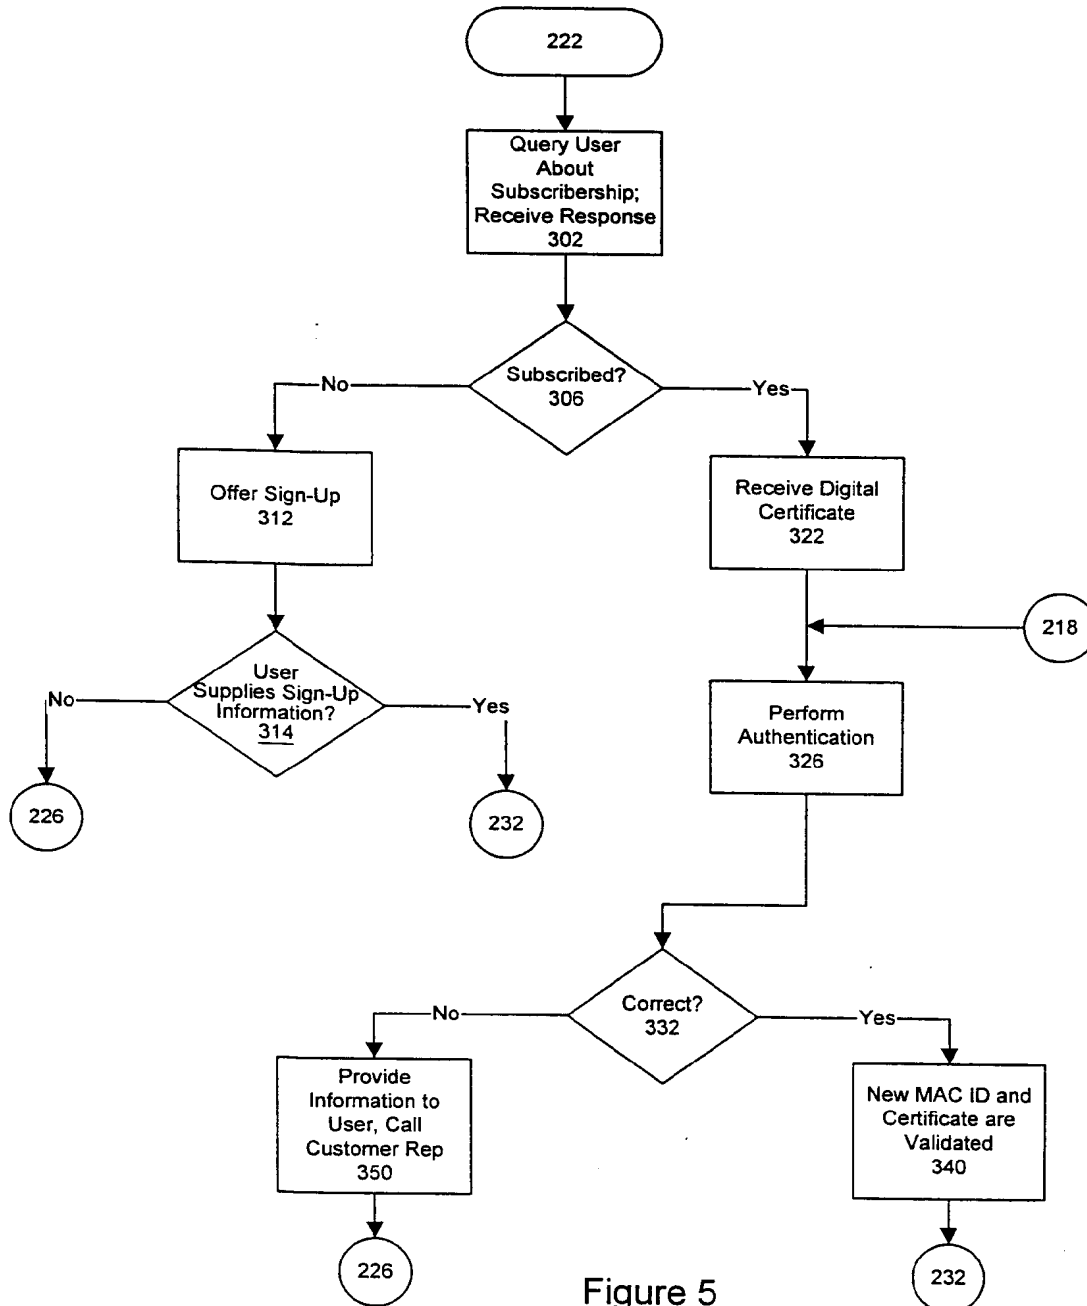 222
Query User
About
Subscribership;
Receive Response
302
Subscribed?
306
No
Yes
Offer Sign-Up
312
Receive Digital
Certificate
322
218
User
Supplies Sign-Up
Information?
314
No
Yes
Perform
Authentication
326
226
232
Correct?
332
No
Yes
Provide
Information to
User, Call
Customer Rep
350
New MAC ID and
Certificate are
Validated
340
226
232
Figure 5